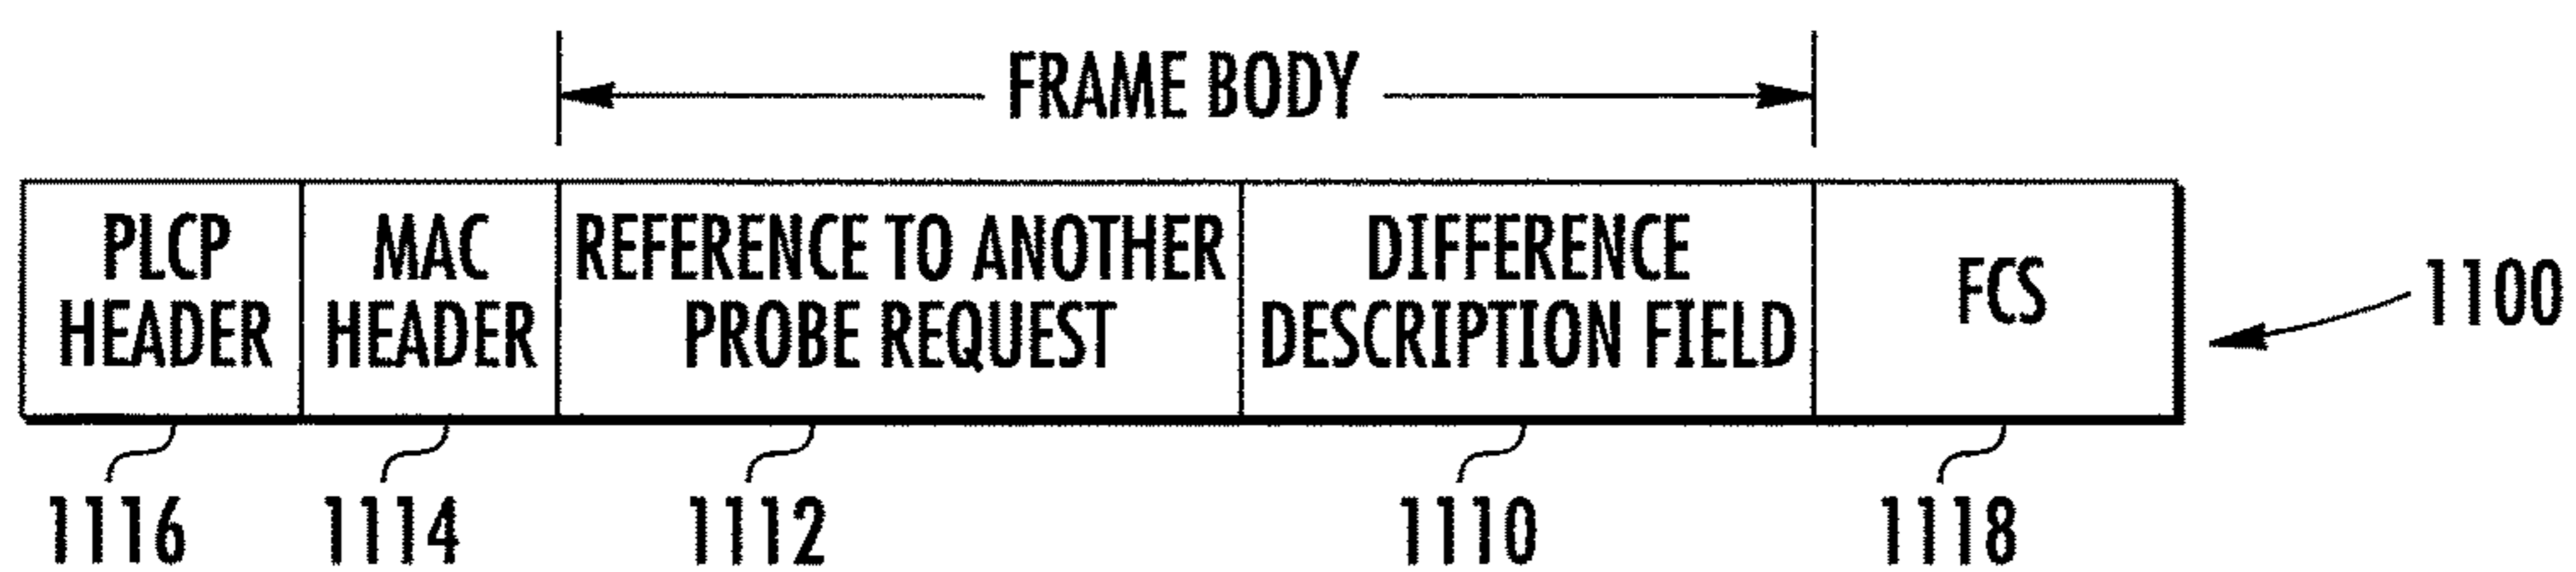 FRAME BODY
PLCP
HEADER
MAC
HEADER
REFERENCE TO ANOTHER
PROBE REQUEST
DIFFERENCE
DESCRIPTION FIELD
FCS
1100
1116
1114
1112
1110
1118